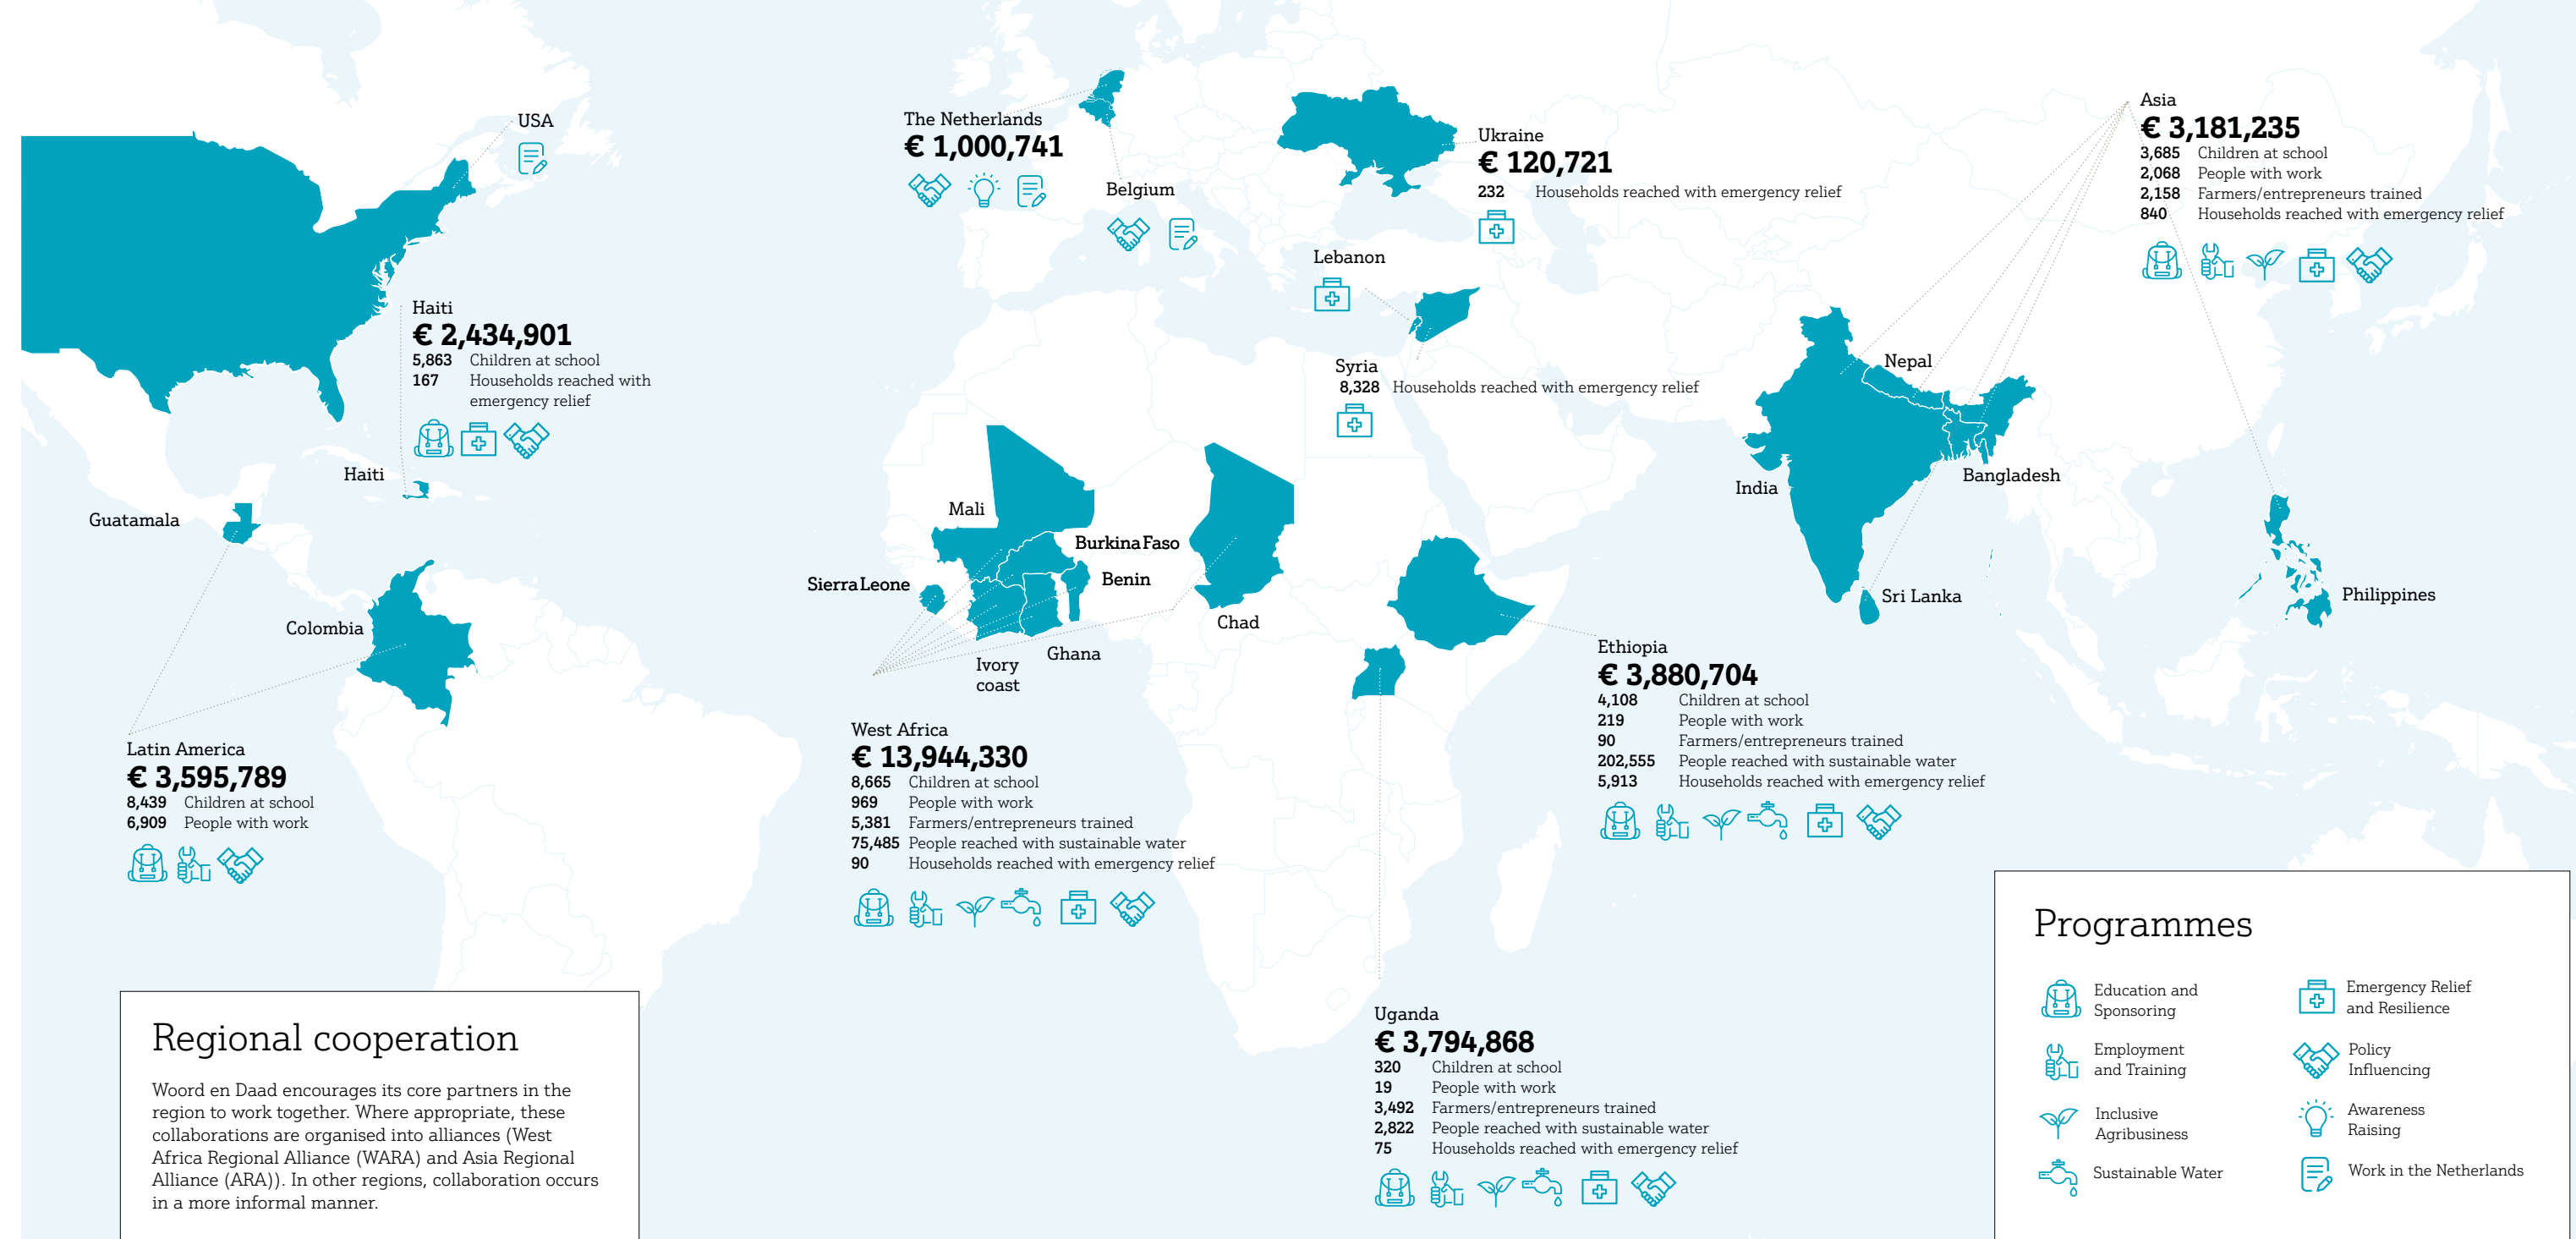 USA
Haiti
€ 2,434,901
5,863 Children at school
167 Households reached with
emergency relief
Haiti
Guatamala
Colombia
Latin America
€ 3,595,789
8,439 Children at school
6,909 People with work
The Netherlands
€ 1,000,741
Belgium
Ukraine
€ 120,721
232 Households reached with emergency relief
Lebanon
Syria
8,328 Households reached with emergency relief
Mali
Burkina Faso
Sierra Leone
Benin
Chad
Ghana
Ivory
coast
West Africa
€ 13,944,330
8,665 Children at school
969 People with work
5,381 Farmers/entrepreneurs trained
75,485 People reached with sustainable water
90 Households reached with emergency relief
Ethiopia
€ 3,880,704
4,108 Children at school
219 People with work
90 Farmers/entrepreneurs trained
202,555 People reached with sustainable water
5,913 Households reached with emergency relief
Uganda
€ 3,794,868
320 Children at school
19 People with work
3,492 Farmers/entrepreneurs trained
2,822 People reached with sustainable water
75 Households reached with emergency relief
Asia
€ 3,181,235
3,685 Children at school
2,068 People with work
2,158 Farmers/entrepreneurs trained
840 Households reached with emergency relief
Nepal
India
Bangladesh
Sri Lanka
Philippines
Regional cooperation
Woord en Daad encourages its core partners in the
region to work together. Where appropriate, these
collaborations are organised into alliances (West
Africa Regional Alliance (WARA) and Asia Regional
Alliance (ARA)). In other regions, collaboration occurs
in a more informal manner.
Programmes
Education and
Sponsoring
Employment
and Training
Inclusive
Agribusiness
Sustainable Water
Emergency Relief
and Resilience
Policy
Influencing
Awareness
Raising
Work in the Netherlands